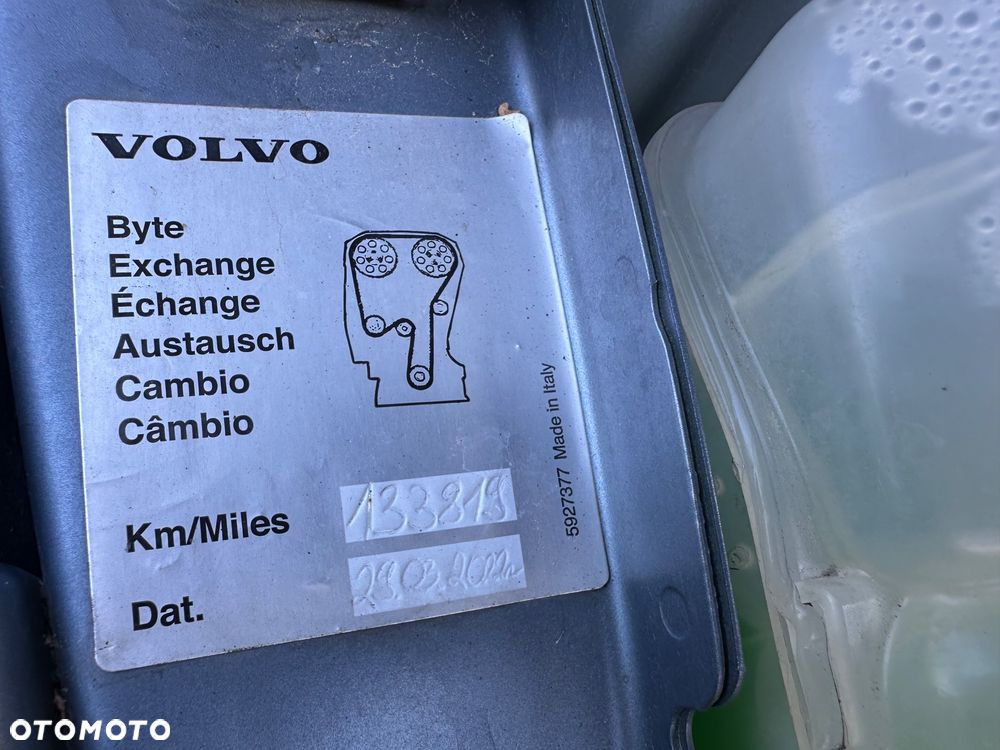 VOLVO
Byte
Exchange
Échange
Austausch
Cambio
Câmbio
Km/Miles 133819
Dat. 29.03.2022
5927377 Made in Italy
OTOMOTO